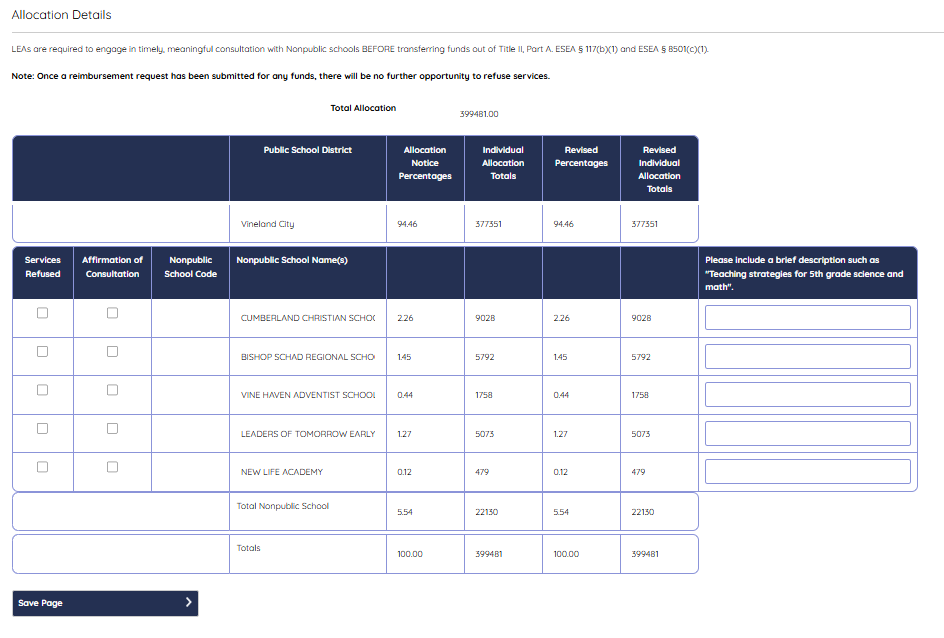 Allocation Details
LEAs are required to engage in timely, meaningful consultation with Nonpublic schools BEFORE transferring funds out of Title II, Part A. ESEA § 117(b)(1) and ESEA § 8501(c)(1).
Note: Once a reimbursement request has been submitted for any funds, there will be no further opportunity to refuse services.
Total Allocation 399481.00
Public School District Allocation Notice Percentages Individual Allocation Totals Revised Percentages Revised Individual Allocation Totals
Vineland City 94.46 377351 94.46 377351
Services Refused Affirmation of Consultation Nonpublic School Code Nonpublic School Name(s) Please include a brief description such as "Teaching strategies for 5th grade science and math".
CUMBERLAND CHRISTIAN SCHO 2.26 9028 2.26 9028
BISHOP SCHAD REGIONAL SCHO 1.45 5792 1.45 5792
VINE HAVEN ADVENTIST SCHOOL 0.44 1758 0.44 1758
LEADERS OF TOMORROW EARLY 1.27 5073 1.27 5073
NEW LIFE ACADEMY 0.12 479 0.12 479
Total Nonpublic School 5.54 22130 5.54 22130
Totals 100.00 399481 100.00 399481
Save Page